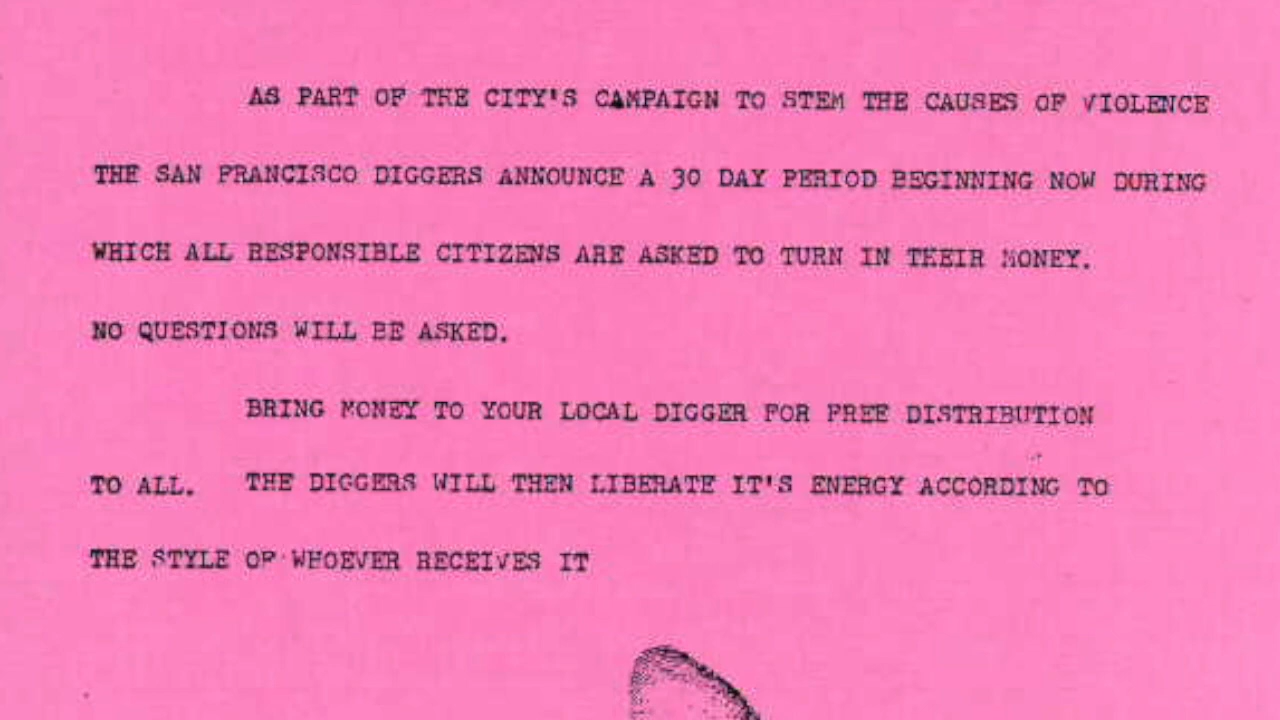 AS PART OF THE CITY'S CAMPAIGN TO STEM THE CAUSES OF VIOLENCE
THE SAN FRANCISCO DIGGERS ANNOUNCE A 30 DAY PERIOD BEGINNING NOW DURING
WHICH ALL RESPONSIBLE CITIZENS ARE ASKED TO TURN IN THEIR MONEY.
NO QUESTIONS WILL BE ASKED.
BRING MONEY TO YOUR LOCAL DIGGER FOR FREE DISTRIBUTION
TO ALL. THE DIGGERS WILL THEN LIBERATE IT'S ENERGY ACCORDING TO
THE STYLE OF WHOEVER RECEIVES IT